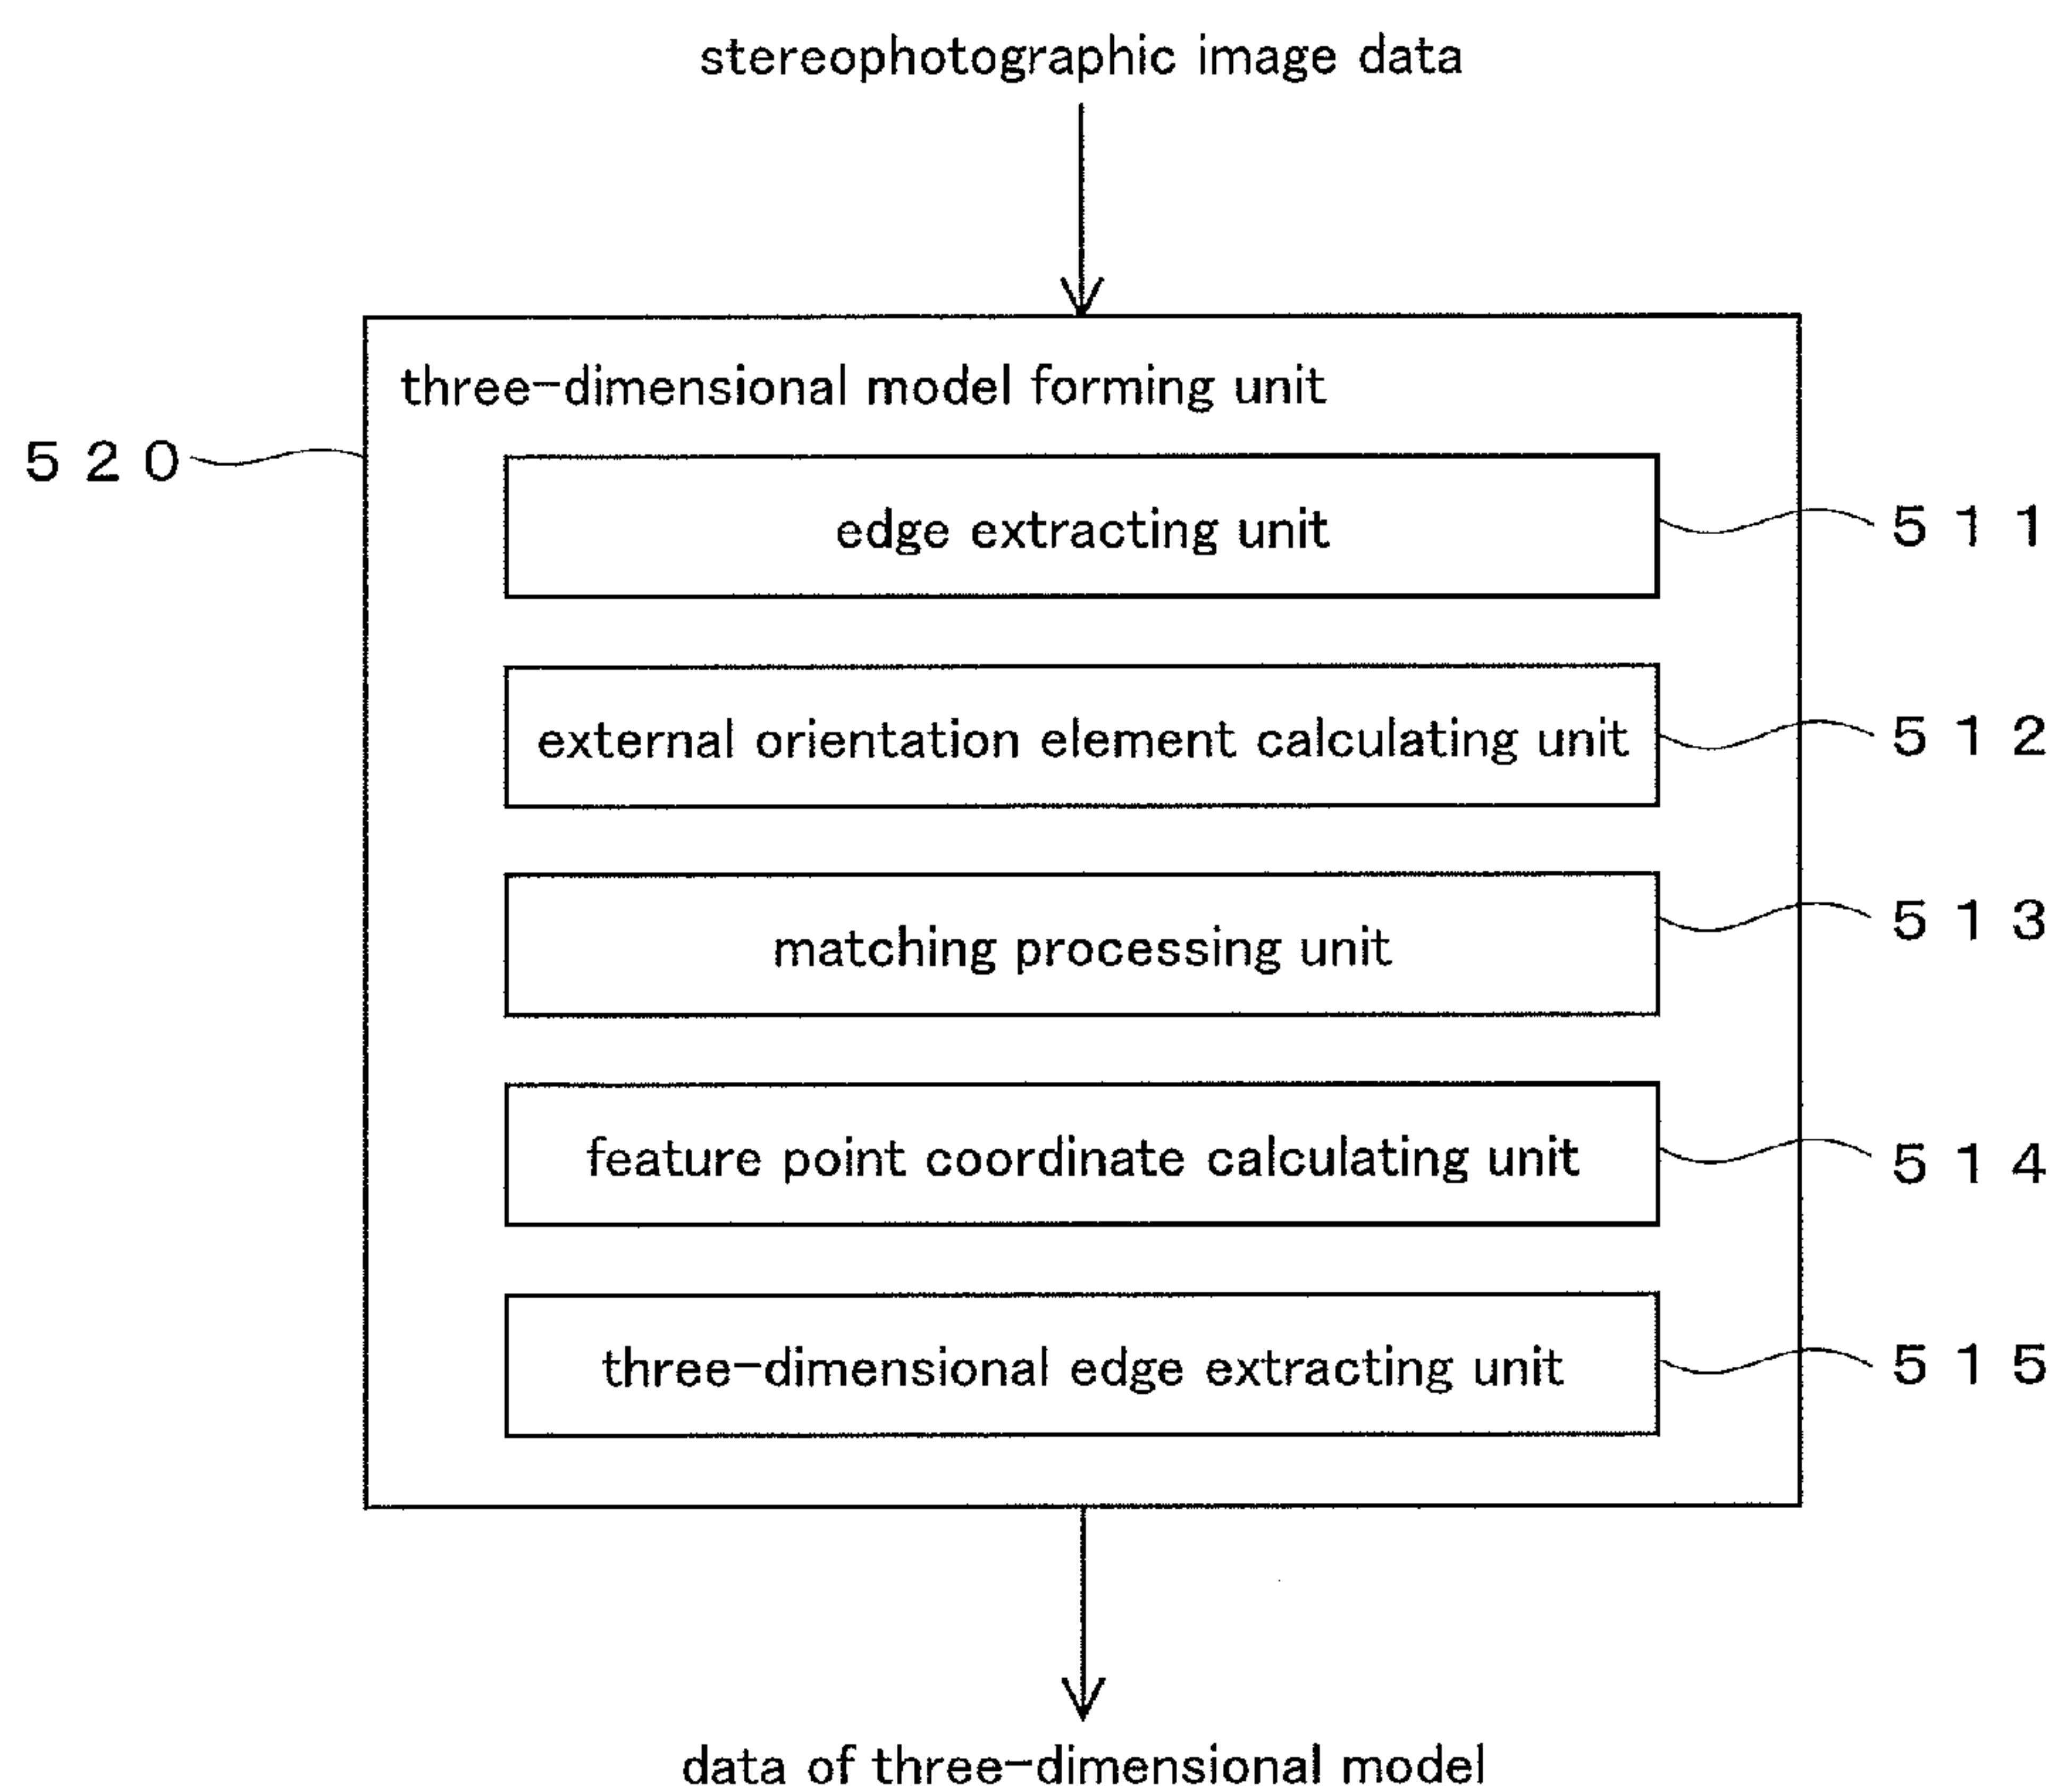 stereophotographic image data
three-dimensional model forming unit
520
edge extracting unit
511
external orientation element calculating unit
512
matching processing unit
513
feature point coordinate calculating unit
514
three-dimensional edge extracting unit
515
data of three-dimensional model